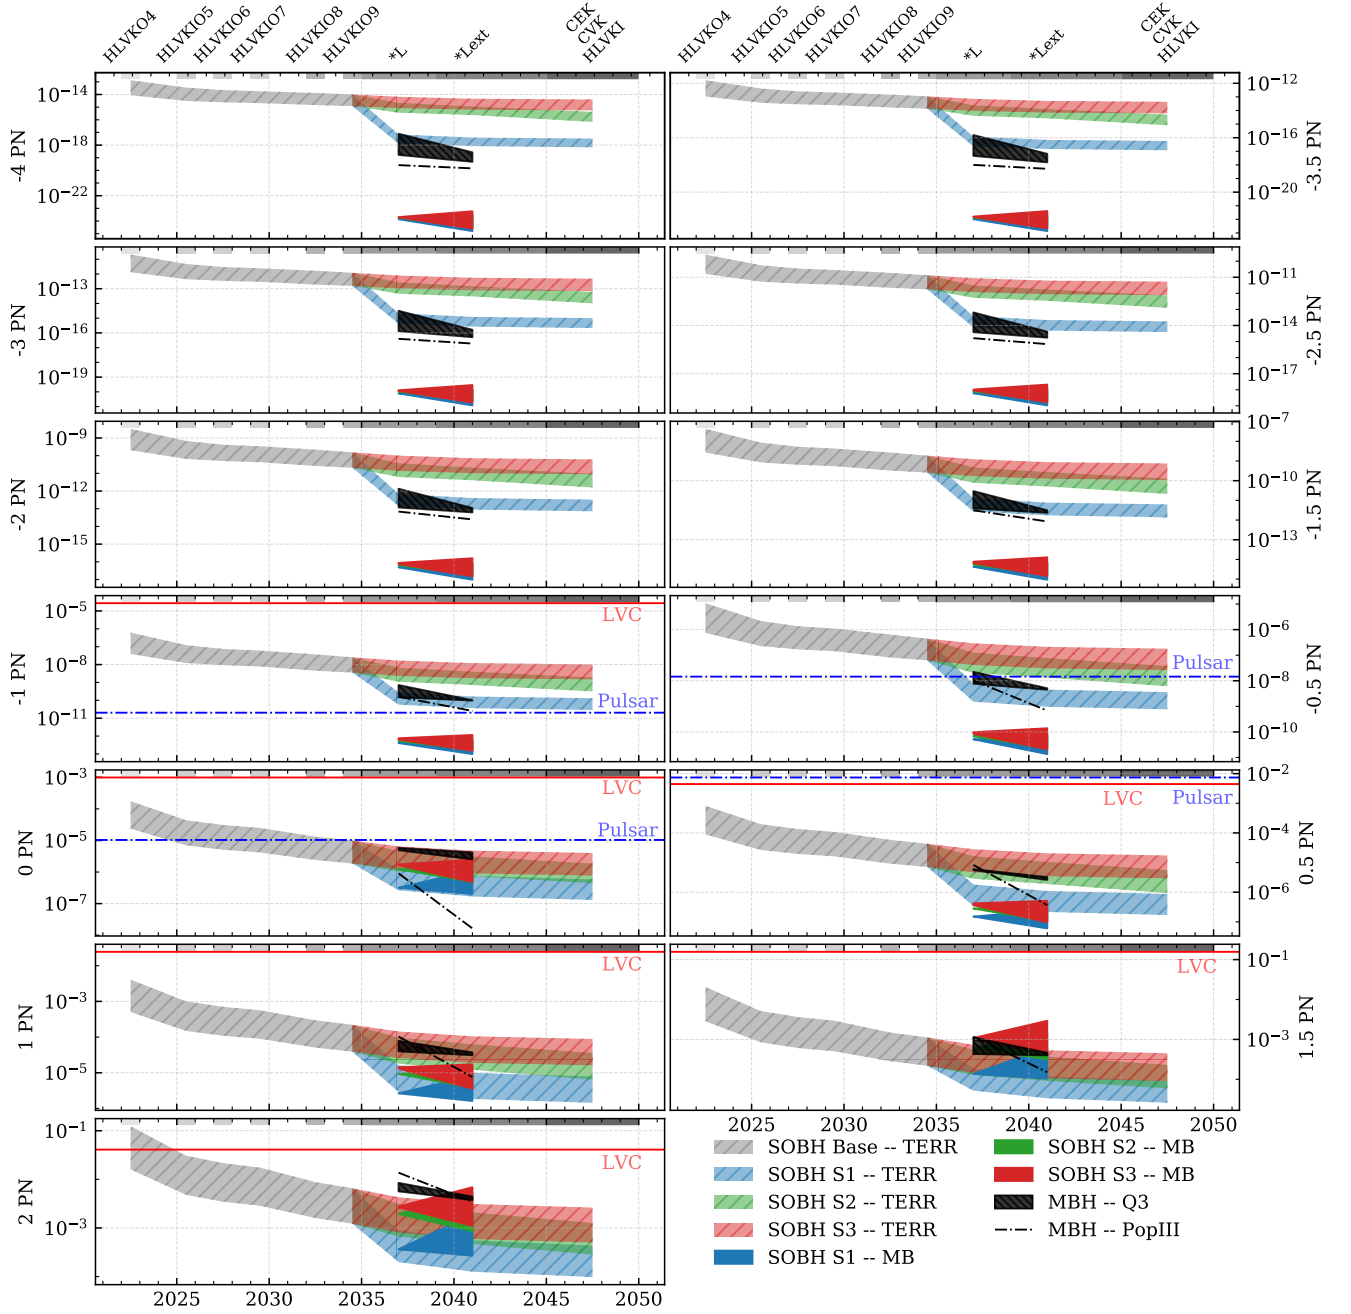 HLVKO4 HLVKIO5 HLVKIO6 HLVKIO7 HLVKIO8 HLVKIO9 *L *Lext CEK CVK HLVKI
HLVKO4 HLVKIO5 HLVKIO6 HLVKIO7 HLVKIO8 HLVKIO9 *L *Lext CEK CVK HLVKI
-4 PN
10−14
10−18
10−22
-3.5 PN
10−12
10−16
10−20
-3 PN
10−13
10−16
10−19
-2.5 PN
10−11
10−14
10−17
-2 PN
10−9
10−12
10−15
-1.5 PN
10−7
10−10
10−13
-1 PN
10−5
10−8
10−11
LVC
Pulsar
-0.5 PN
10−6
10−8
10−10
Pulsar
0 PN
10−3
10−5
10−7
LVC
Pulsar
0.5 PN
10−2
10−4
10−6
LVC Pulsar
1 PN
10−3
10−5
LVC
1.5 PN
10−1
10−3
LVC
2025 2030 2035 2040 2045 2050
2 PN
10−1
10−3
LVC
2025 2030 2035 2040 2045 2050
SOBH Base -- TERR
SOBH S1 -- TERR
SOBH S2 -- TERR
SOBH S3 -- TERR
SOBH S1 -- MB
SOBH S2 -- MB
SOBH S3 -- MB
MBH -- Q3
MBH -- PopIII